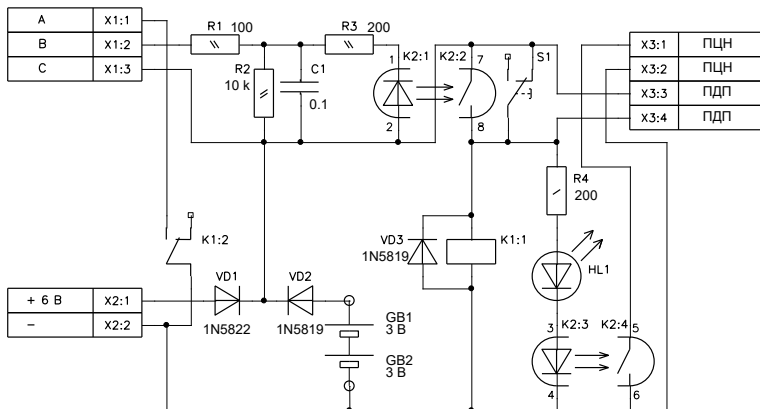 А X1:1
В X1:2
С X1:3
R1 100
R2
10 k
C1
0.1
R3 200
1 K2:1
2
K2:2 7
8
S1
X3:1 ПЦН
X3:2 ПЦН
X3:3 ПДП
X3:4 ПДП
R4
200
K1:2
VD3
1N5819
K1:1
HL1
+ 6 В X2:1
− X2:2
VD1
1N5822
VD2
1N5819
GB1
3 В
GB2
3 В
3 K2:3
4
K2:4 5
6